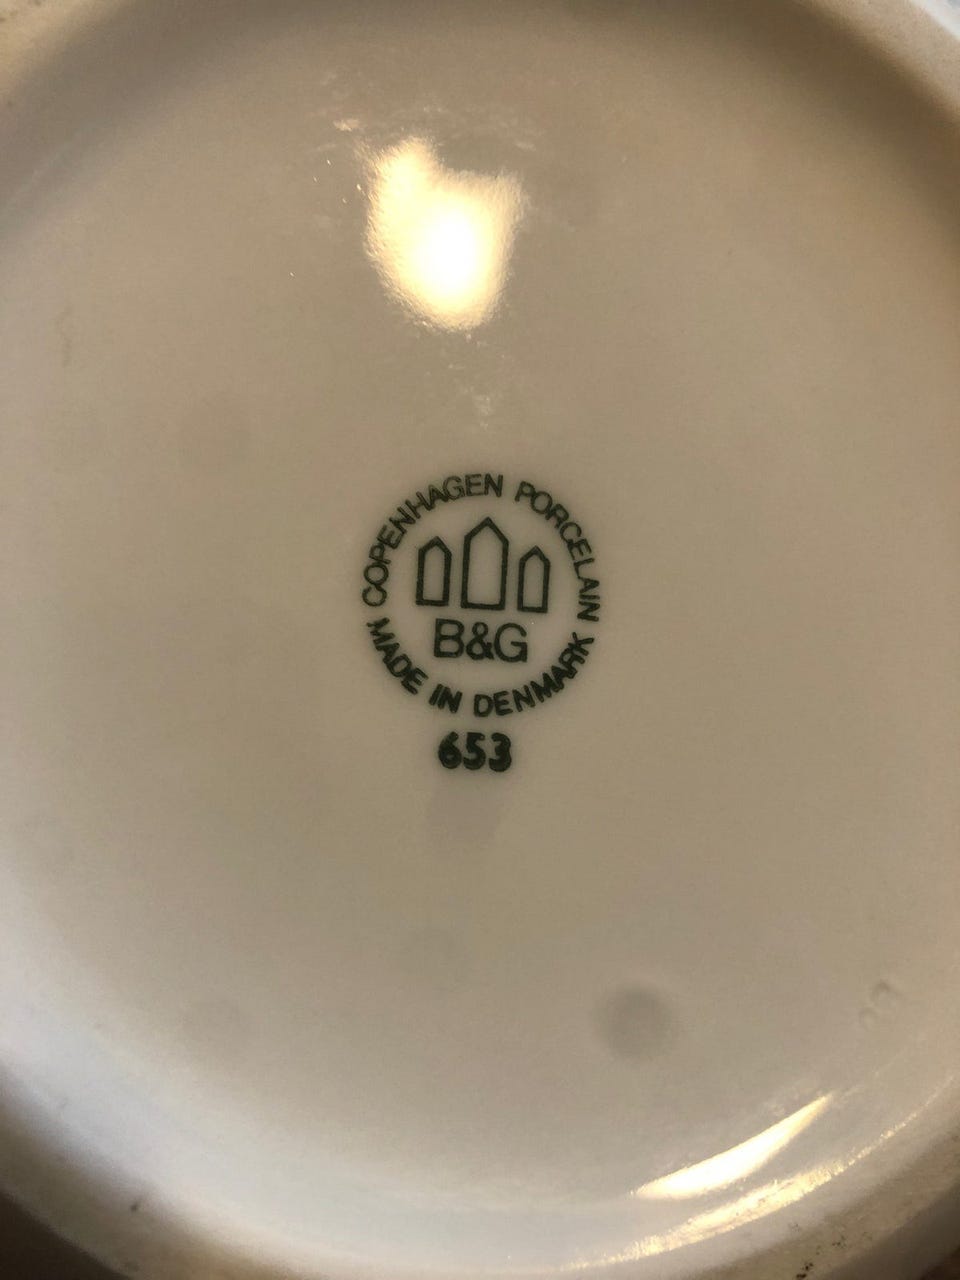 COPENHAGEN PORCELAIN
B&G
MADE IN DENMARK
653